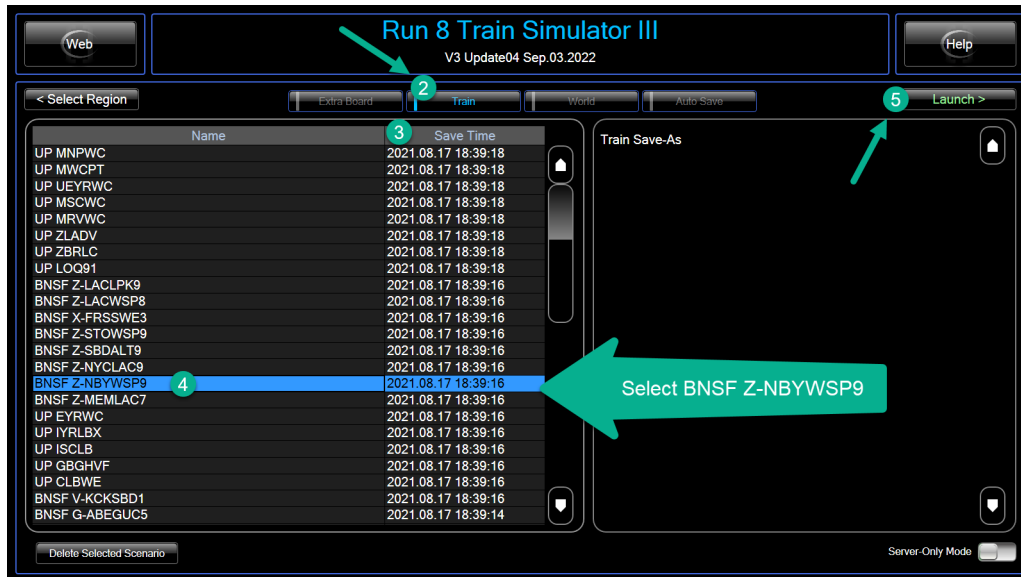 Web
Run 8 Train Simulator III
V3 Update04 Sep.03.2022
Help
< Select Region
Extra Board
2
Train
World
Auto Save
5
Launch >
Name
3
Save Time
UP MNPWC 2021.08.17 18:39:18
UP MWCPT 2021.08.17 18:39:18
UP UEYRWC 2021.08.17 18:39:18
UP MSCWC 2021.08.17 18:39:18
UP MRVWC 2021.08.17 18:39:18
UP ZLADV 2021.08.17 18:39:18
UP ZBRLC 2021.08.17 18:39:18
UP LOQ91 2021.08.17 18:39:18
BNSF Z-LACLPK9 2021.08.17 18:39:16
BNSF Z-LACWSP8 2021.08.17 18:39:16
BNSF X-FRSSWE3 2021.08.17 18:39:16
BNSF Z-STOWSP9 2021.08.17 18:39:16
BNSF Z-SBDALT9 2021.08.17 18:39:16
BNSF Z-NYCLAC9 2021.08.17 18:39:16
BNSF Z-NBYWSP9 4 2021.08.17 18:39:16
BNSF Z-MEMLAC7 2021.08.17 18:39:16
UP EYRWC 2021.08.17 18:39:16
UP IYRLBX 2021.08.17 18:39:16
UP ISCLB 2021.08.17 18:39:16
UP GBGHVF 2021.08.17 18:39:16
UP CLBWE 2021.08.17 18:39:16
BNSF V-KCKSBD1 2021.08.17 18:39:16
BNSF G-ABEGUC5 2021.08.17 18:39:14
Train Save-As
Select BNSF Z-NBYWSP9
Delete Selected Scenario
Server-Only Mode